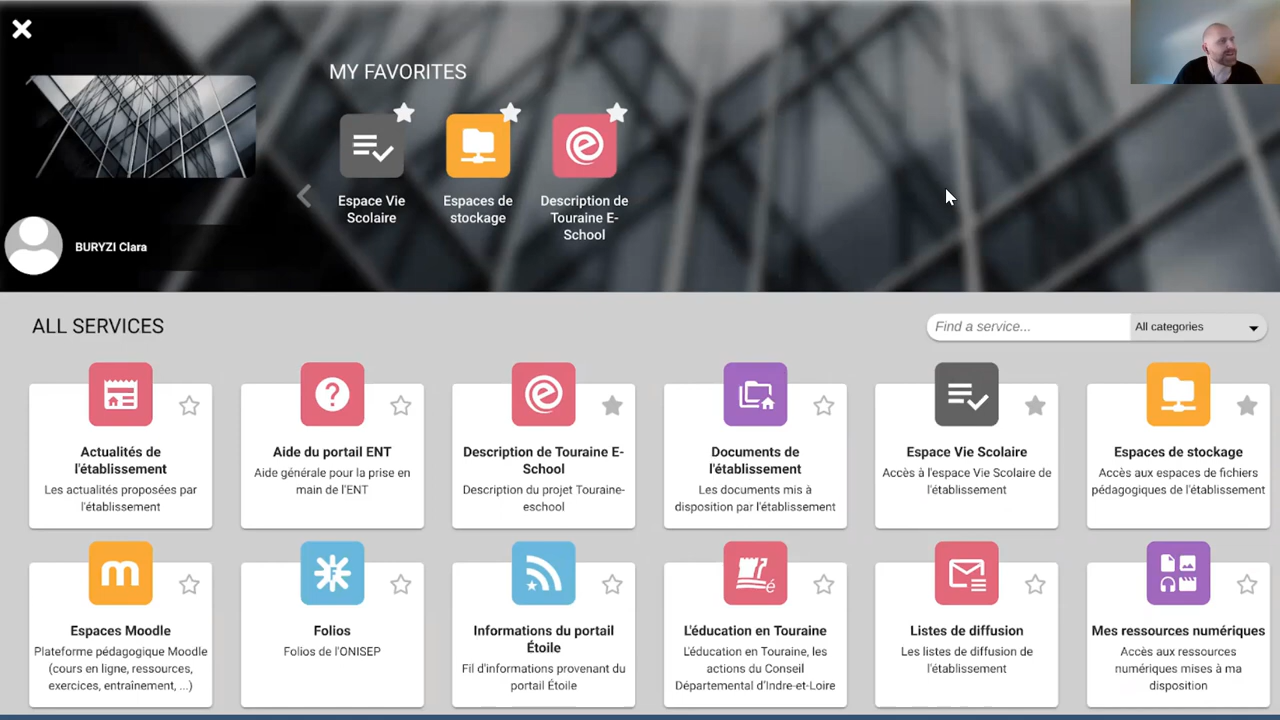 MY FAVORITES
Espace Vie
Scolaire
Espaces de
stockage
Description de
Touraine E-
School
BURYZI Clara
ALL SERVICES
Find a service...
All categories
Actualités de
l'établissement
Les actualités proposées par
l'établissement
Aide du portail ENT
Aide générale pour la prise en
main de l'ENT
Description de Touraine E-
School
Description du projet Touraine-
eschool
Documents de
l'établissement
Les documents mis à
disposition par l'établissement
Espace Vie Scolaire
Accès à l'espace Vie Scolaire de
l'établissement
Espaces de stockage
Accès aux espaces de fichiers
pédagogiques de l'établissement
Espaces Moodle
Plateforme pédagogique Moodle
(cours en ligne, ressources,
exercices, entraînement, ...)
Folios
Folios de l'ONISEP
Informations du portail
Étoile
Fil d'informations provenant du
portail Étoile
L'éducation en Touraine
L'éducation en Touraine, les
actions du Conseil
Départemental d'Indre-et-Loire
Listes de diffusion
Les listes de diffusion de
l'établissement
Mes ressources numériques
Accès aux ressources
numériques mises à ma
disposition